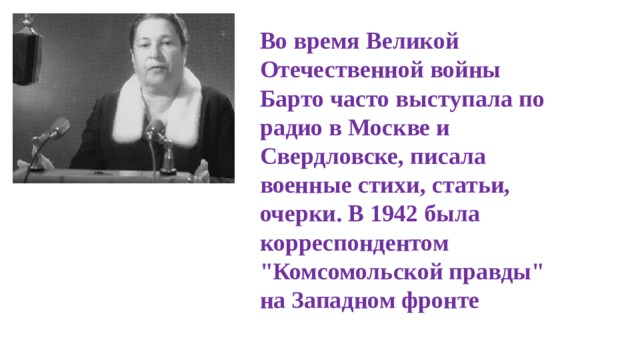 Во время Великой
Отечественной войны
Барто часто выступала по
радио в Москве и
Свердловске, писала
военные стихи, статьи,
очерки. В 1942 была
корреспондентом
"Комсомольской правды"
на Западном фронте